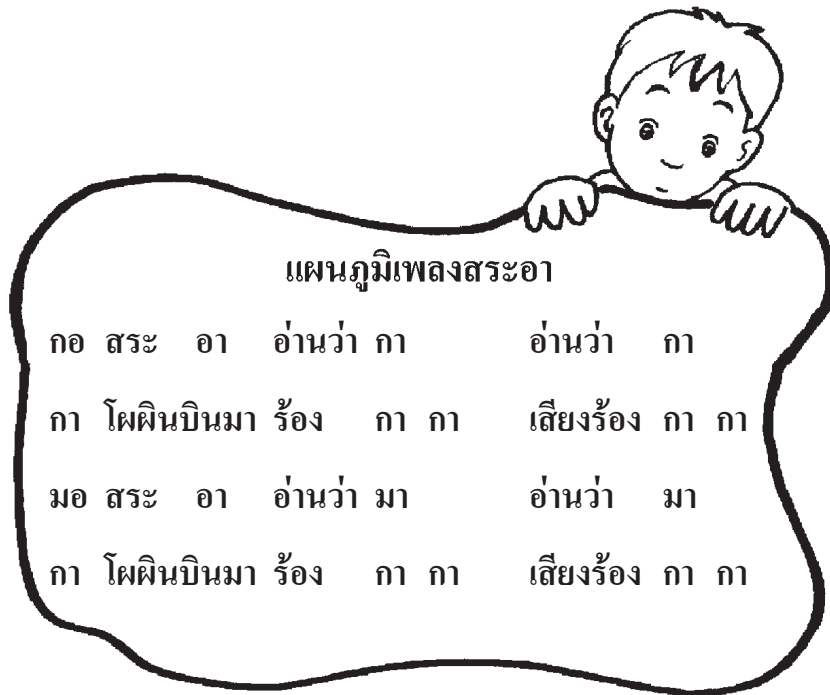 แผนภูมิเพลงสระอา
กอ สระ อา อ่านว่า กา อ่านว่า กา
กา โผผินบินมา ร้อง กา กา เสียงร้อง กา กา
มอ สระ อา อ่านว่า มา อ่านว่า มา
กา โผผินบินมา ร้อง กา กา เสียงร้อง กา กา